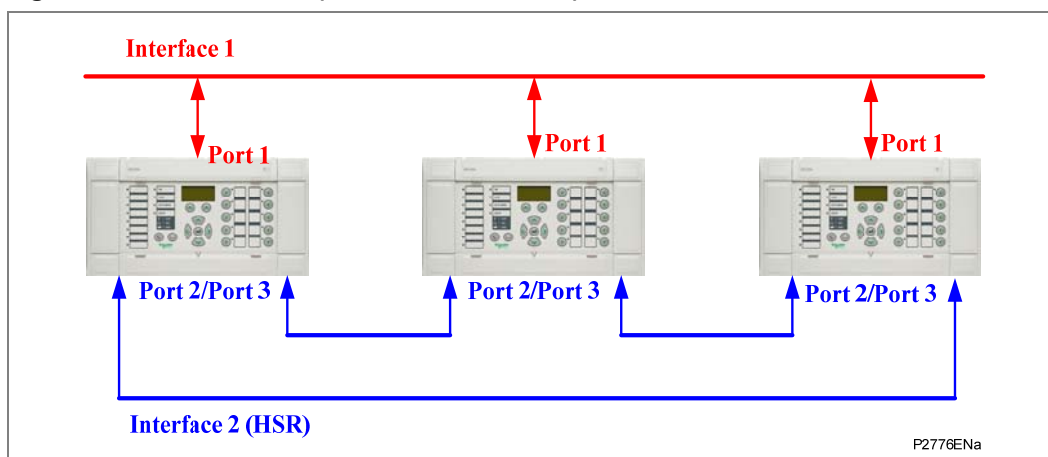 Interface 1
Port 1
Port 1
Port 1
Port 2/Port 3
Port 2/Port 3
Port 2/Port 3
Interface 2 (HSR)
P2776ENa